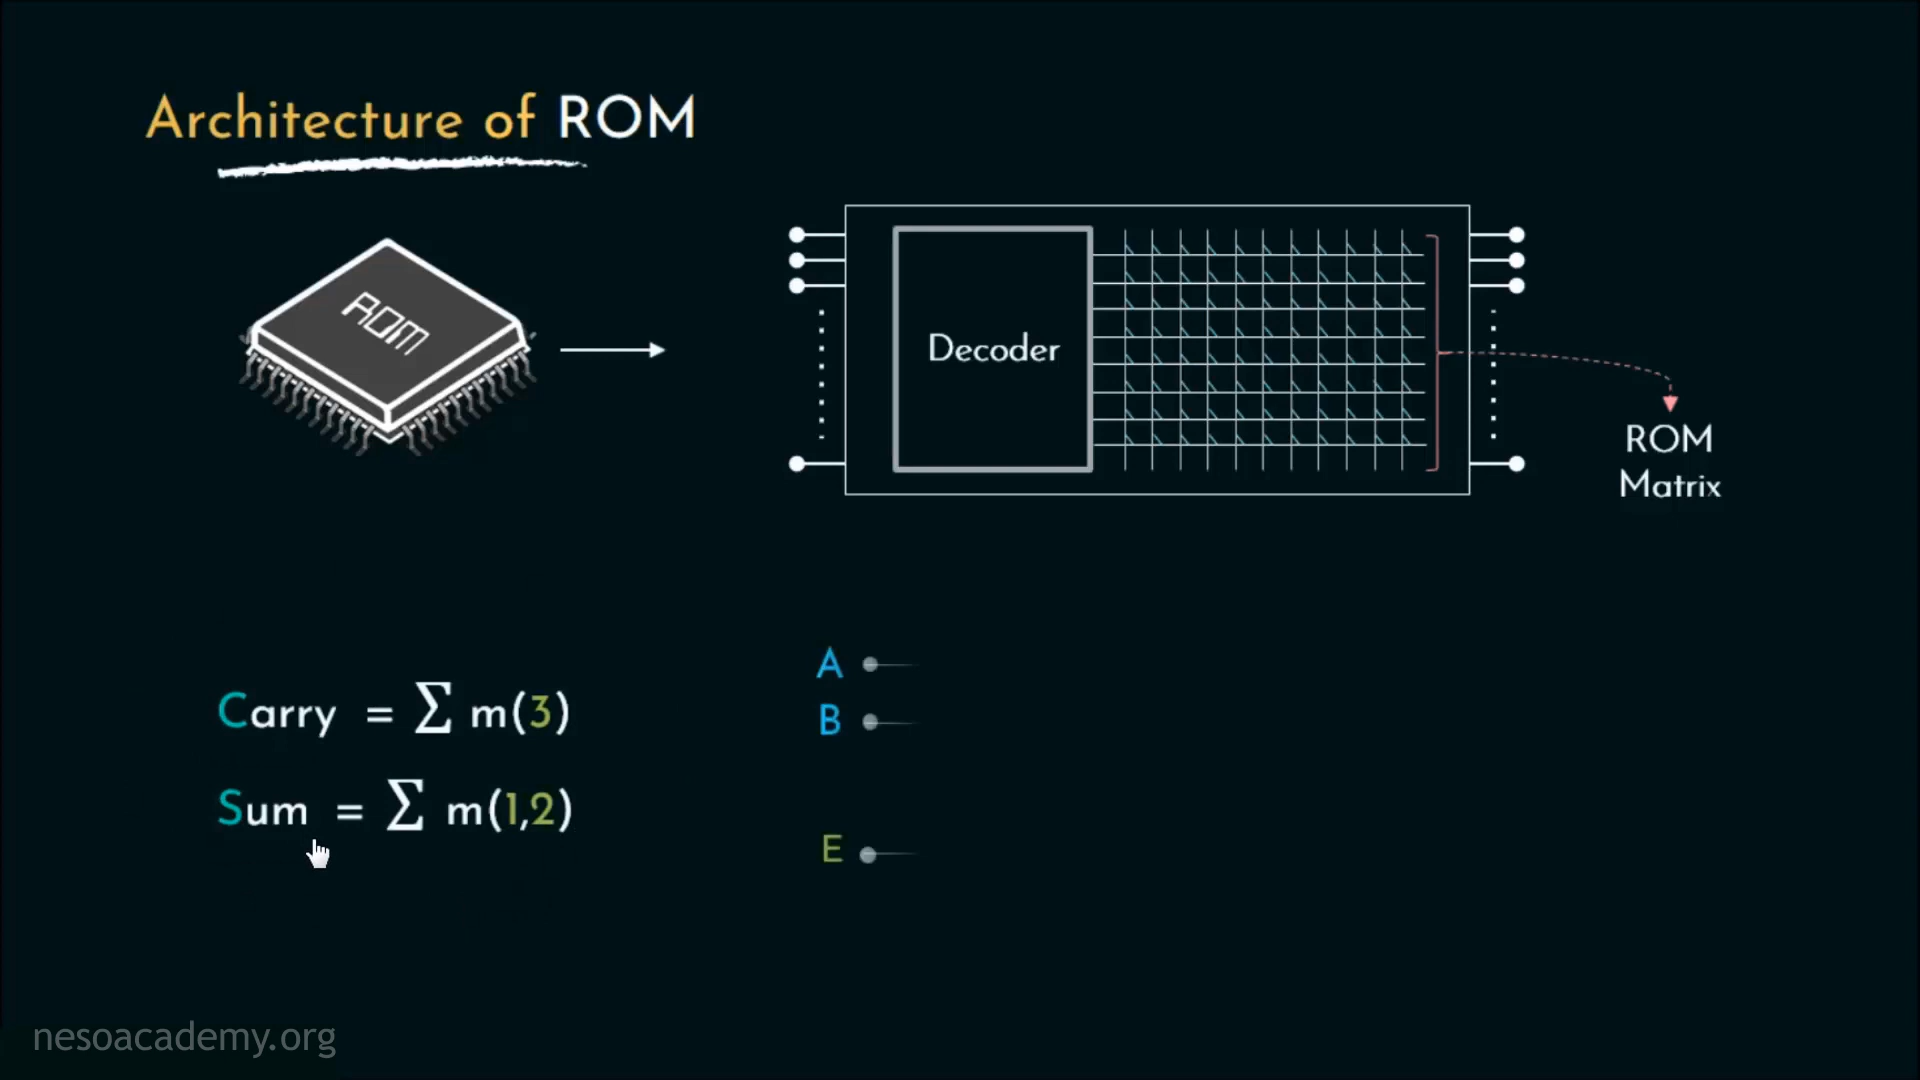 Architecture of ROM
ROM
Decoder
ROM
Matrix
Carry = ∑ m(3)
Sum = ∑ m(1,2)
A
B
E
nesoacademy.org